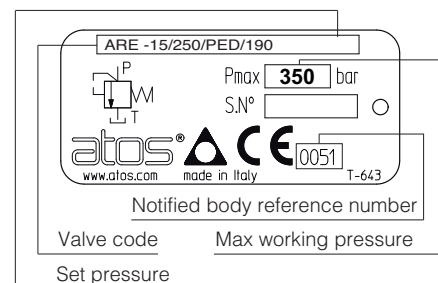 ARE -15/250/PED/190
P
T
Pmax 350 bar
S.Nº
atos® CE 0051
www.atos.com made in Italy T-643
Notified body reference number
Valve code Max working pressure
Set pressure